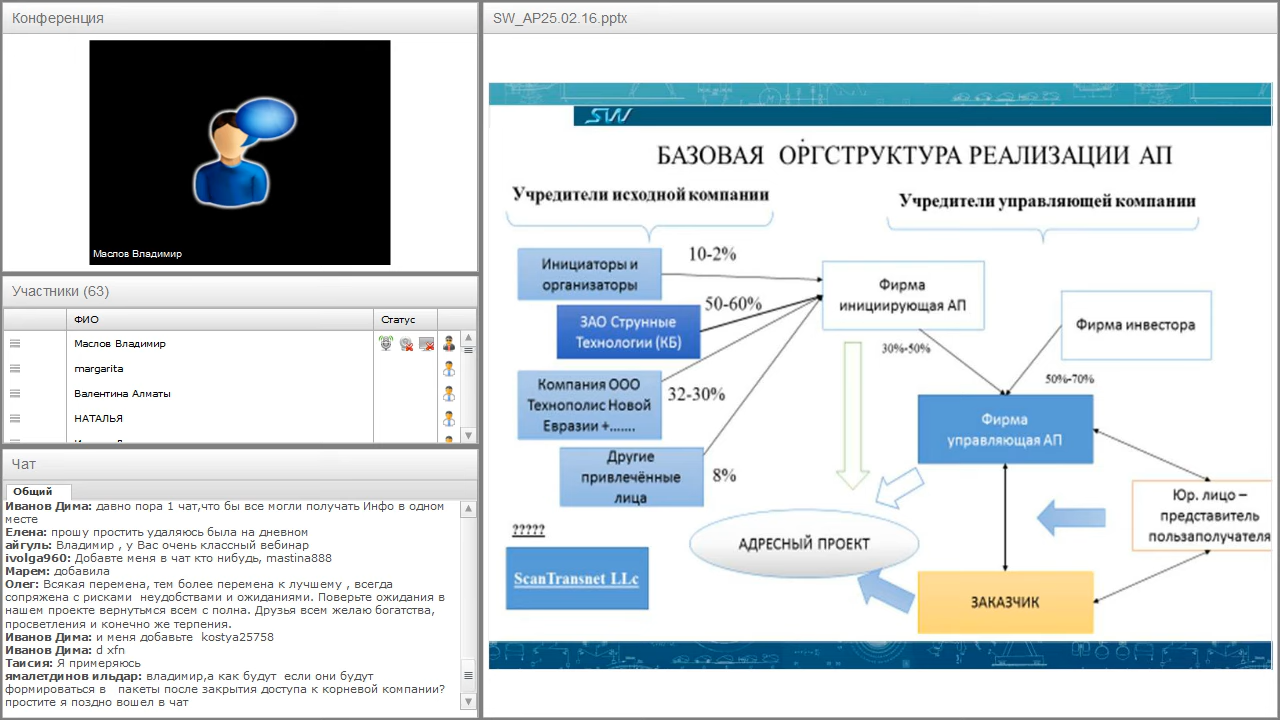 Конференция
Маслов Владимир
Участники (63)
ФИО
Статус
Маслов Владимир
margarita
Валентина Алматы
НАТАЛЬЯ
Чат
Общий
Иванов Дима: давно пора 1 чат,что бы все могли получать Инфо в одном
месте
Елена: прошу простить удаляюсь была на дневном
айгуль: Владимир , у Вас очень классный вебинар
ivolga960: Добавте меня в чат кто нибудь, mastina888
Марем: добавила
Олег: Всякая перемена, тем более перемена к лучшему , всегда
сопряжена с рисками неудобствами и ожиданиями. Поверьте ожидания в
нашем проекте вернутьмся всем с полна. Друзья всем желаю богатства,
просветления и конечно же терпения.
Иванов Дима: и меня добавьте kostya25758
Иванов Дима: d xfn
Таисия: Я примеряюсь
ильдар: владимир,а как будут если они будут
формироваться в пакеты после закрытия доступа к корневой компании?
простите я поздно вошел в чат
SW_AP25.02.16.pptx
SW
БАЗОВАЯ ОРГСТРУКТУРА РЕАЛИЗАЦИИ АП
Учредители исходной компании
Учредители управляющей компании
Инициаторы и
организаторы
10-2%
ЗАО Струнные
Технологии (КБ)
50-60%
Компания ООО
Технополис Новой
Евразии +.......
32-30%
Другие
привлечённые
лица
8%
Фирма
инициирующая АП
30%-50%
Фирма инвестора
50%-70%
Фирма
управляющая АП
Юр. лицо –
представитель
пользаполучателя
?????
ScanTransnet LLc
АДРЕСНЫЙ ПРОЕКТ
ЗАКАЗЧИК